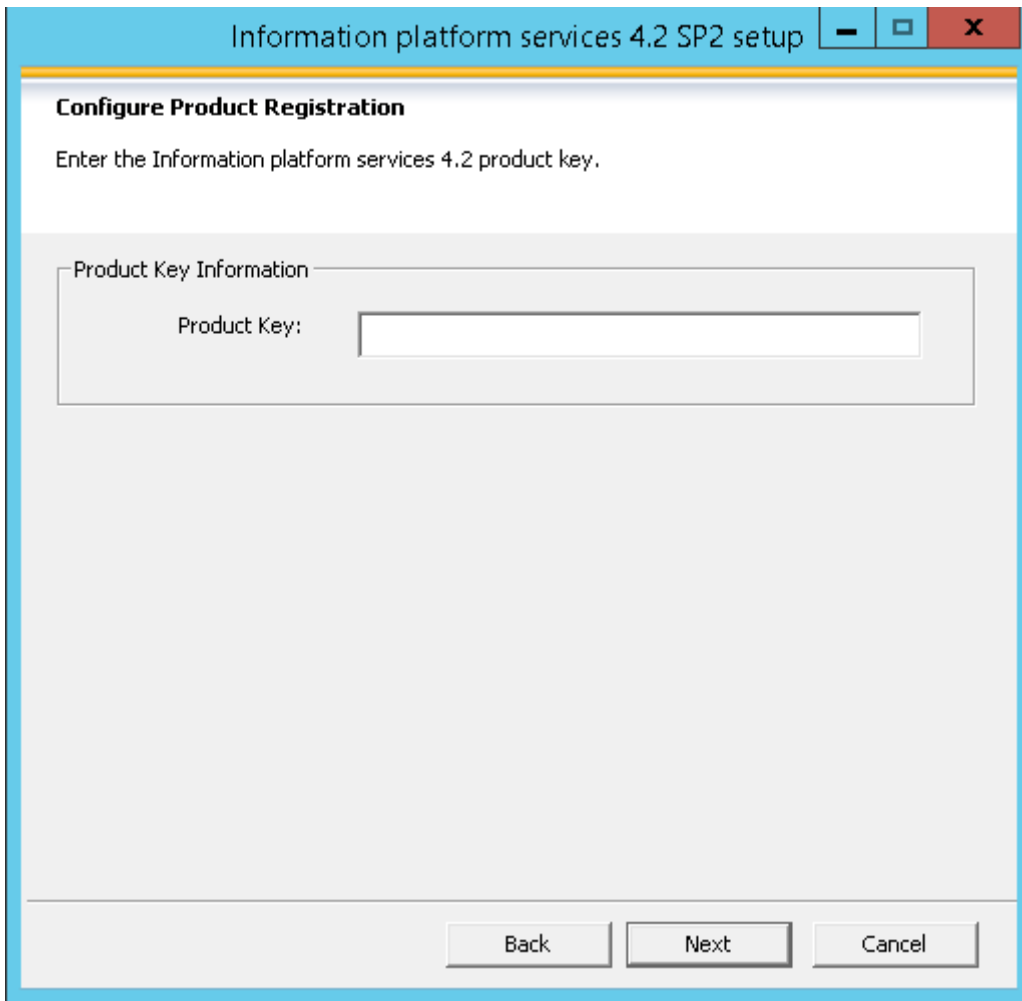 Information platform services 4.2 SP2 setup
Configure Product Registration
Enter the Information platform services 4.2 product key.
Product Key Information
Product Key:
Back Next Cancel